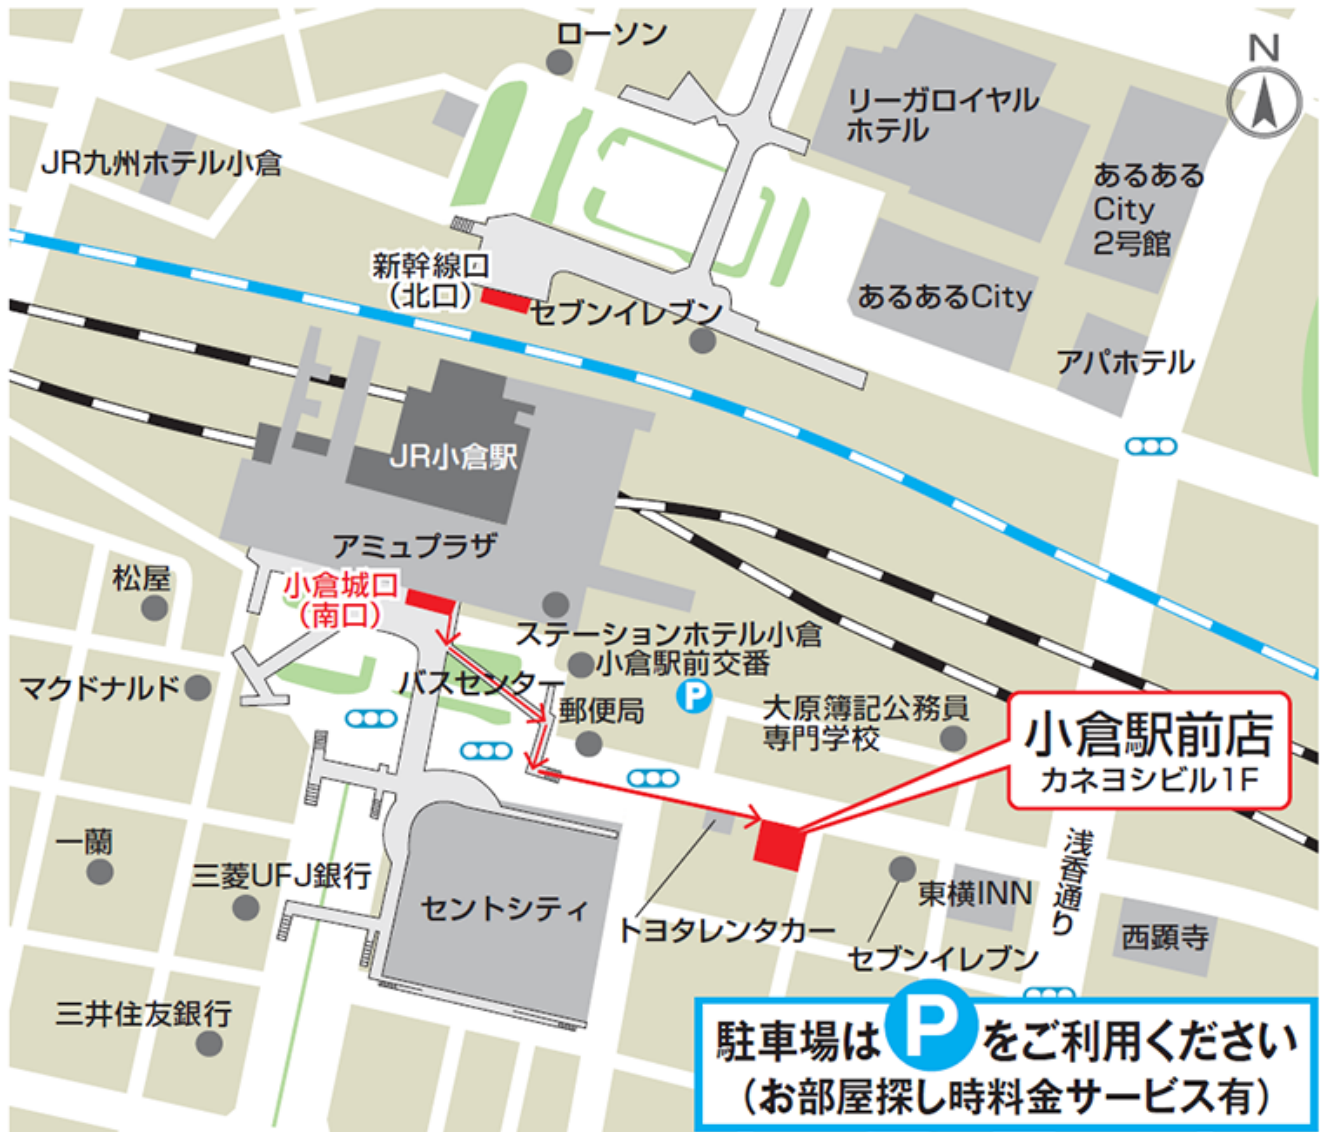 ローソン
N
リーガロイヤル
ホテル
JR九州ホテル小倉
あるある
City
2号館
新幹線口
（北口）
セブンイレブン
あるあるCity
アパホテル
JR小倉駅
アミュプラザ
小倉城口
（南口）
松屋
ステーションホテル小倉
小倉駅前交番
マクドナルド
バスセンター
P
郵便局
大原簿記公務員
専門学校
小倉駅前店
カネヨシビル1F
一蘭
三菱UFJ銀行
セントシティ
トヨタレンタカー
セブンイレブン
東横INN
浅香通り
西顕寺
三井住友銀行
駐車場はPをご利用ください
（お部屋探し時料金サービス有）